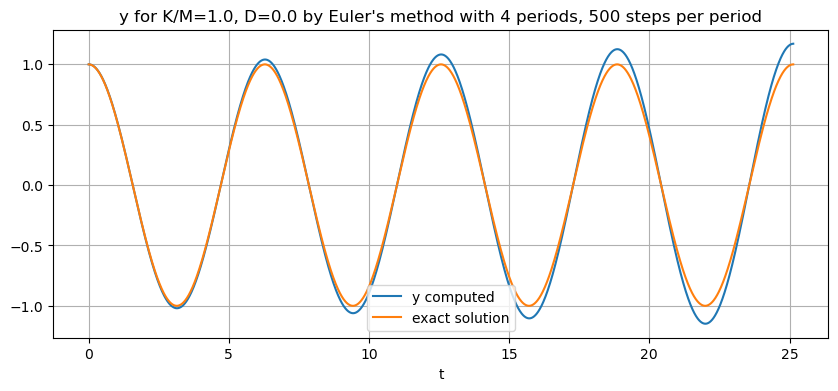 y for K/M=1.0, D=0.0 by Euler's method with 4 periods, 500 steps per period
1.0
0.5
0.0
−0.5
−1.0
y computed
exact solution
0 5 10 15 20 25
t